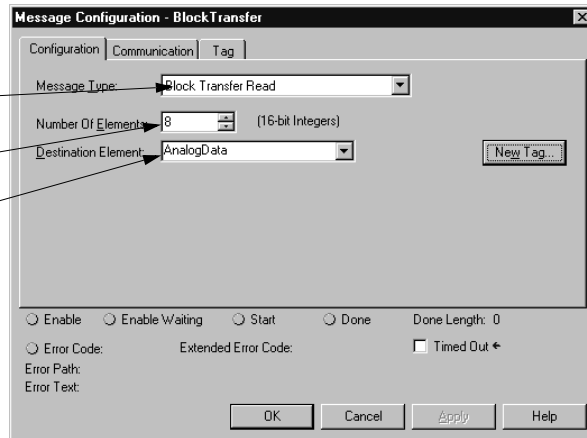 Message Configuration - BlockTransfer
Configuration Communication Tag
Message Type: Block Transfer Read
Number Of Elements: 8 (16-bit Integers)
Destination Element: AnalogData New Tag...
Enable Enable Waiting Start Done Done Length: 0
Error Code: Extended Error Code: Timed Out
Error Path:
Error Text:
OK Cancel Apply Help